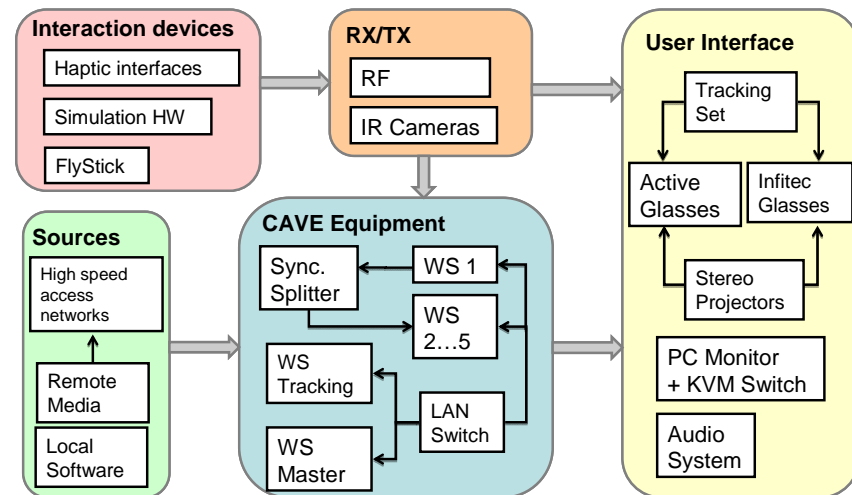 Interaction devices
Haptic interfaces
Simulation HW
FlyStick
RX/TX
RF
IR Cameras
User Interface
Tracking
Set
Active
Glasses
Infitec
Glasses
Stereo
Projectors
PC Monitor
+ KVM Switch
Audio
System
Sources
High speed
access
networks
Remote
Media
Local
Software
CAVE Equipment
Sync.
Splitter
WS 1
WS
2…5
WS
Tracking
LAN
Switch
WS
Master